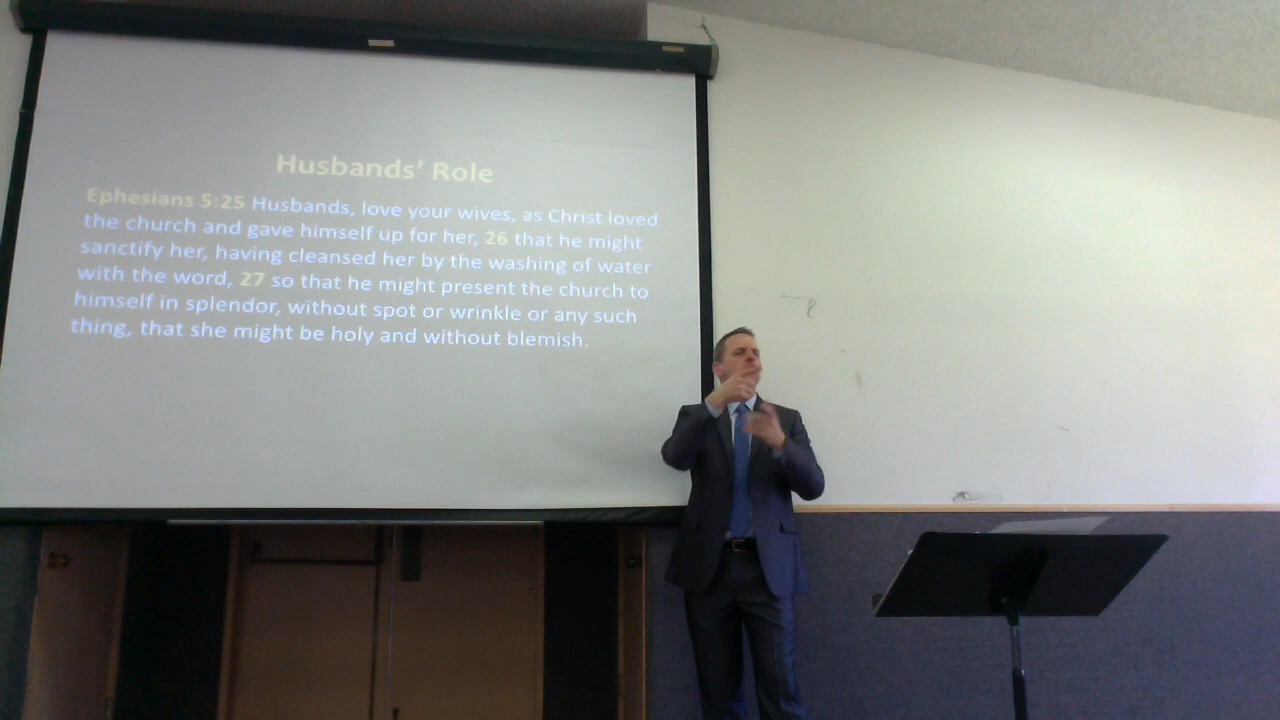 Husbands’ Role
Ephesians 5:25 Husbands, love your wives, as Christ loved
the church and gave himself up for her, 26 that he might
sanctify her, having cleansed her by the washing of water
with the word, 27 so that he might present the church to
himself in splendor, without spot or wrinkle or any such
thing, that she might be holy and without blemish.